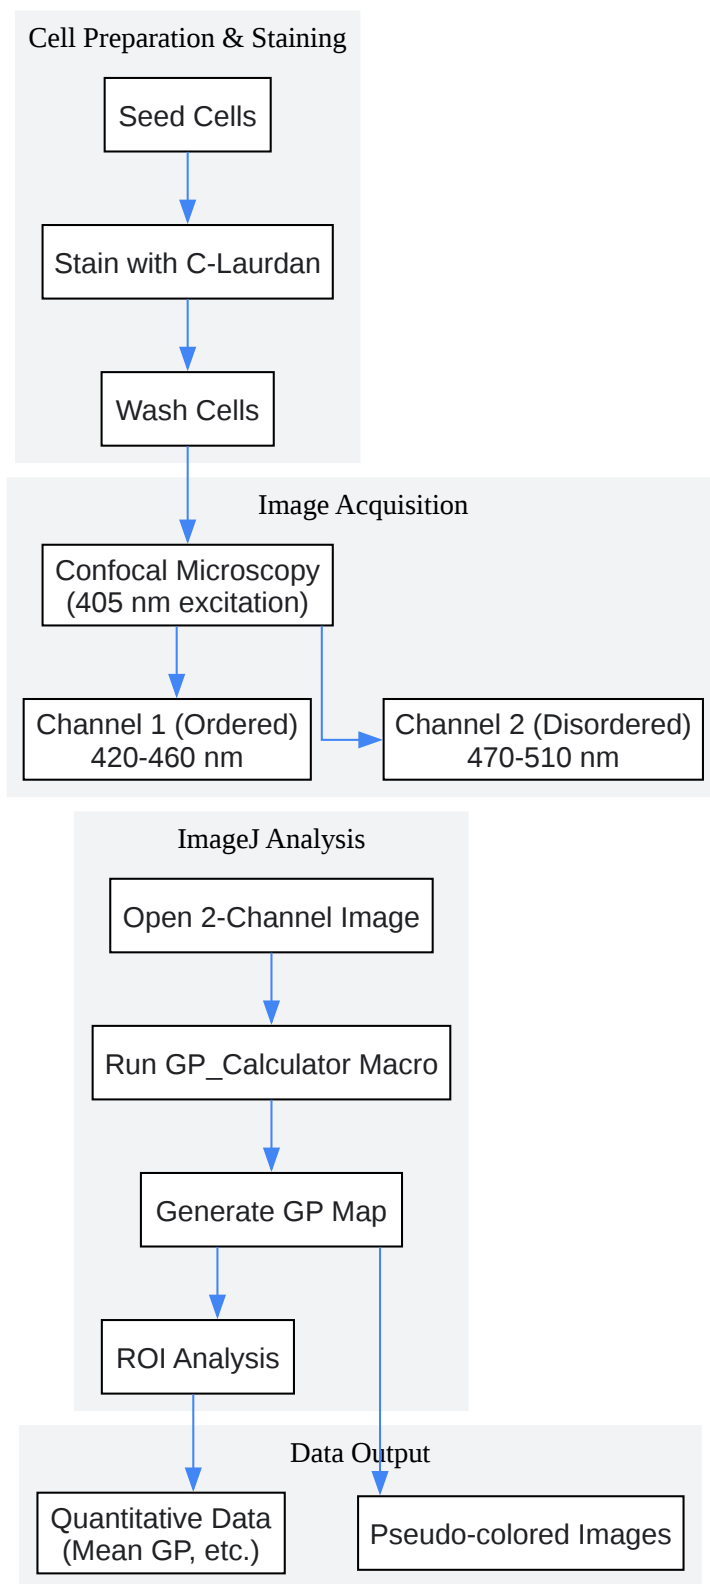 Cell Preparation & Staining
Seed Cells
Stain with C-Laurdan
Wash Cells
Image Acquisition
Confocal Microscopy
(405 nm excitation)
Channel 1 (Ordered)
420-460 nm
Channel 2 (Disordered)
470-510 nm
ImageJ Analysis
Open 2-Channel Image
Run GP_Calculator Macro
Generate GP Map
ROI Analysis
Data Output
Quantitative Data
(Mean GP, etc.)
Pseudo-colored Images